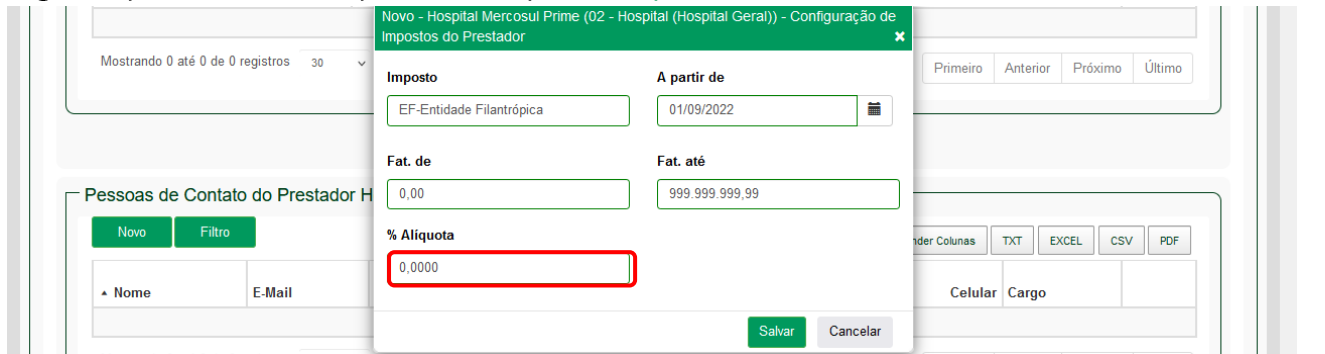 Novo - Hospital Mercosul Prime (02 - Hospital (Hospital Geral)) - Configuração de
Impostos do Prestador ×
Mostrando 0 até 0 de 0 registros 30
Primeiro Anterior Próximo Último
Imposto A partir de
EF-Entidade Filantrópica 01/09/2022
Fat. de Fat. até
0,00 999.999.999,99
Pessoas de Contato do Prestador H
Novo Filtro
TXT EXCEL CSV PDF
Colunas
% Alíquota
0,0000
Nome E-Mail Celular Cargo
Salvar Cancelar